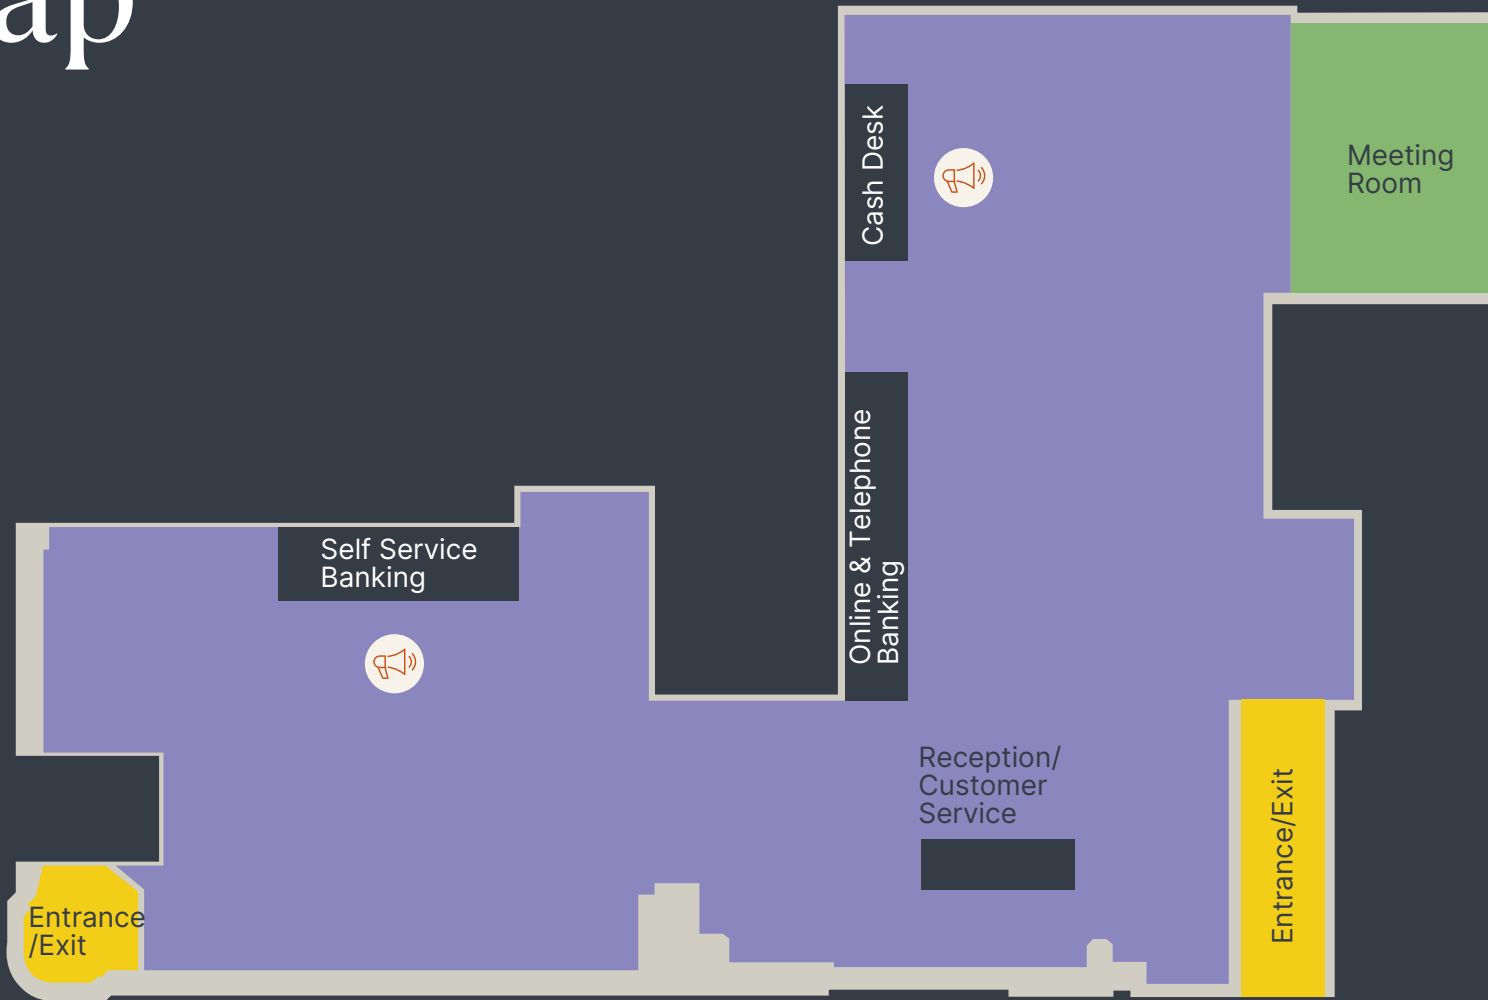 Cash Desk
Meeting
Room
Online & Telephone
Banking
Self Service
Banking
Reception/
Customer
Service
Entrance/Exit
Entrance
/Exit